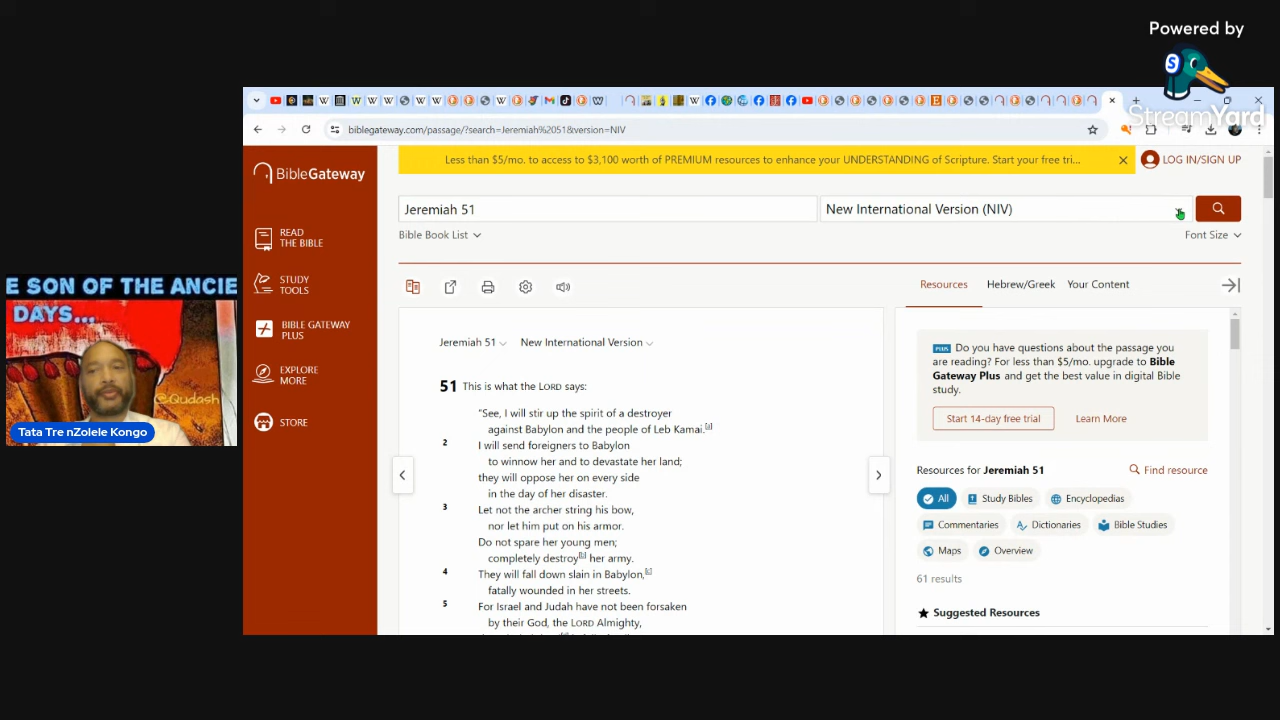 Powered by
StreamYard
biblegateway.com/passage/?search=Jeremiah%2051&version=NIV
BibleGateway
READ
THE BIBLE
STUDY
TOOLS
BIBLE GATEWAY
PLUS
EXPLORE
MORE
STORE
Less than $5/mo. to access to $3,100 worth of PREMIUM resources to enhance your UNDERSTANDING of Scripture. Start your free tri...
LOG IN/SIGN UP
Jeremiah 51
New International Version (NIV)
Bible Book List
Font Size
Resources
Hebrew/Greek
Your Content
Jeremiah 51
New International Version
51 This is what the LORD says:
"See, I will stir up the spirit of a destroyer
against Babylon and the people of Leb Kamai.[a]
2 I will send foreigners to Babylon
to winnow her and to devastate her land;
they will oppose her on every side
in the day of her disaster.
3 Let not the archer string his bow,
nor let him put on his armor.
Do not spare her young men;
completely destroy[b] her army.
4 They will fall down slain in Babylon,[c]
fatally wounded in her streets.
5 For Israel and Judah have not been forsaken
by their God, the LORD Almighty,
PLUS Do you have questions about the passage you
are reading? For less than $5/mo. upgrade to Bible
Gateway Plus and get the best value in digital Bible
study.
Start 14-day free trial
Learn More
Resources for Jeremiah 51
Find resource
All
Study Bibles
Encyclopedias
Commentaries
Dictionaries
Bible Studies
Maps
Overview
61 results
Suggested Resources
E SON OF THE ANCIE
DAYS...
@Qudash
Tata Tre nZolele Kongo